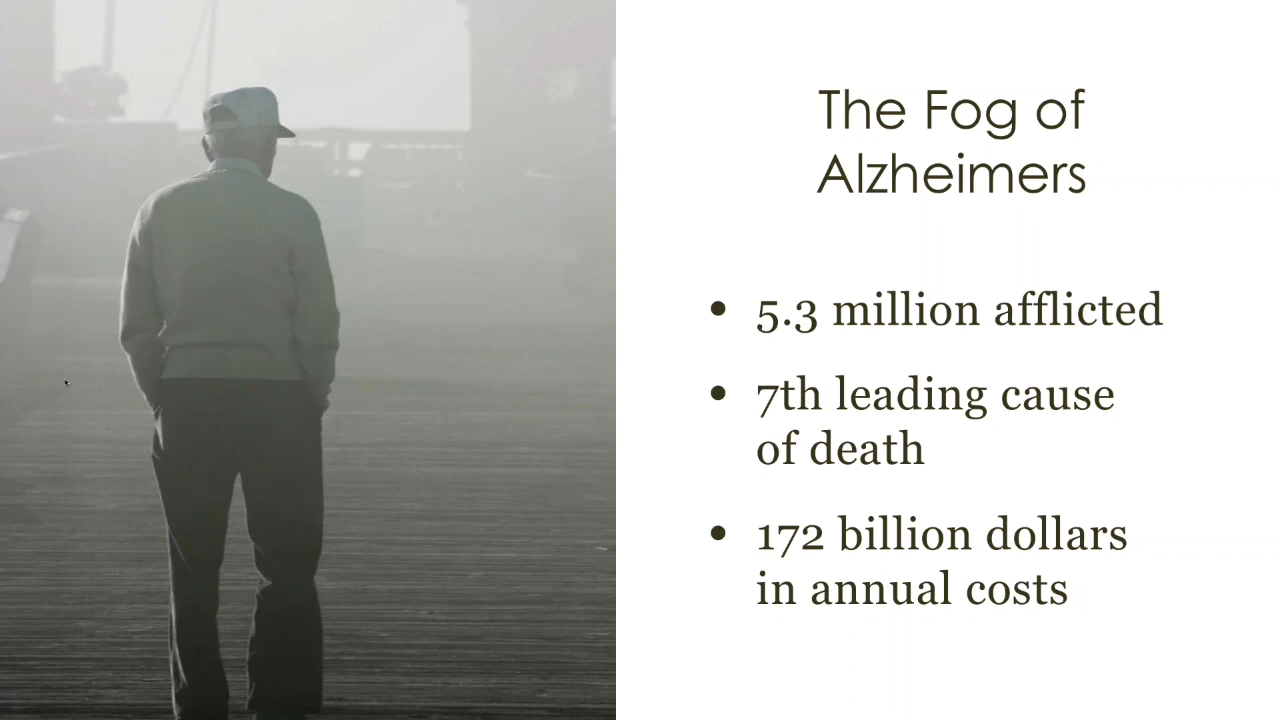 The Fog of
Alzheimers
• 5.3 million afflicted
• 7th leading cause
of death
• 172 billion dollars
in annual costs